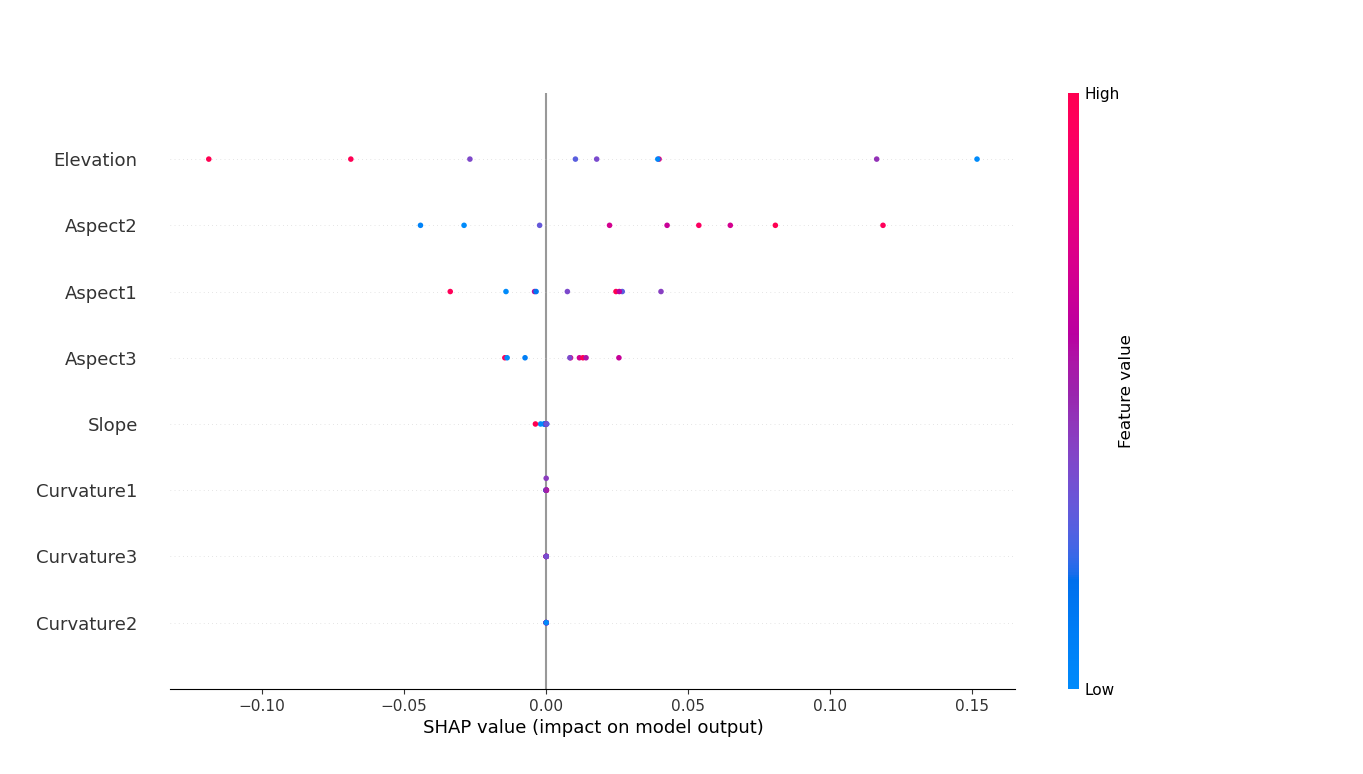 High
Elevation
Aspect2
Aspect1
Aspect3
Slope
Curvature1
Curvature3
Curvature2
Feature value
Low
−0.10 −0.05 0.00 0.05 0.10 0.15
SHAP value (impact on model output)